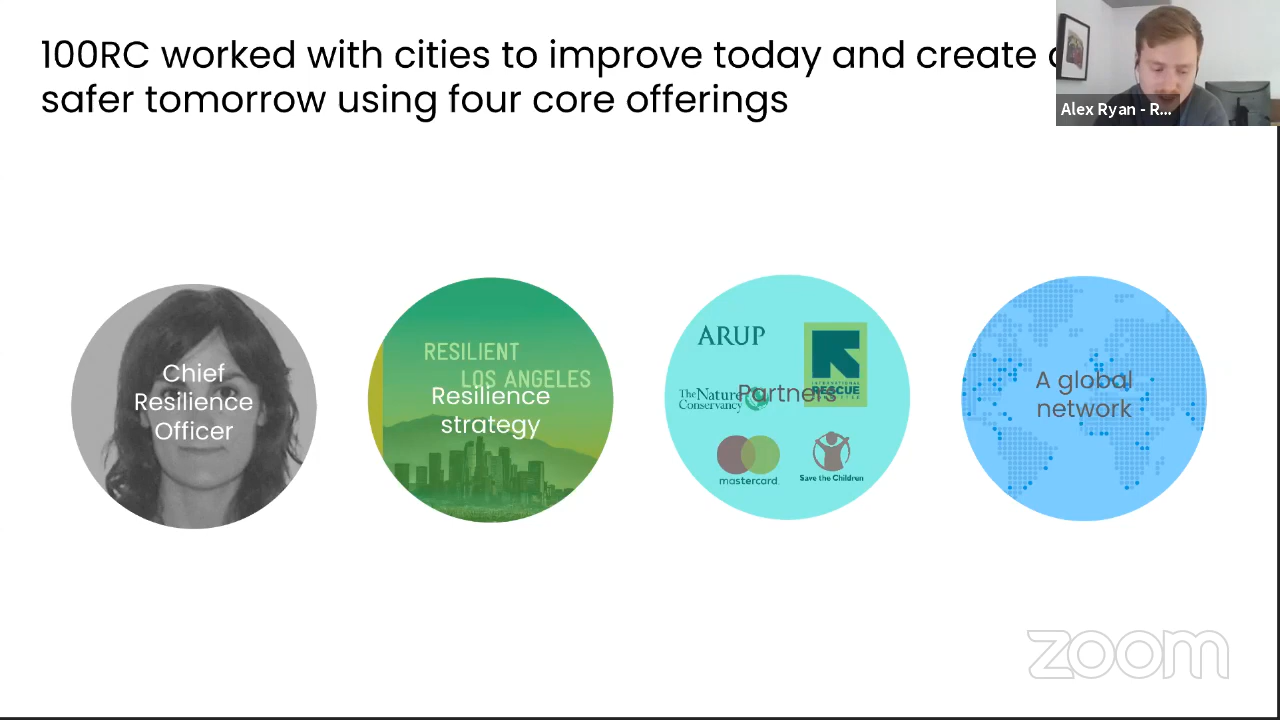 100RC worked with cities to improve today and create a
safer tomorrow using four core offerings
Alex Ryan - R...
Chief
Resilience
Officer
RESILIENT
LOS ANGELES
Resilience
strategy
ARUP
INTERNATIONAL
RESCUE
The Nature
Conservancy
Partners
mastercard.
Save the Children
A global
network
zoom